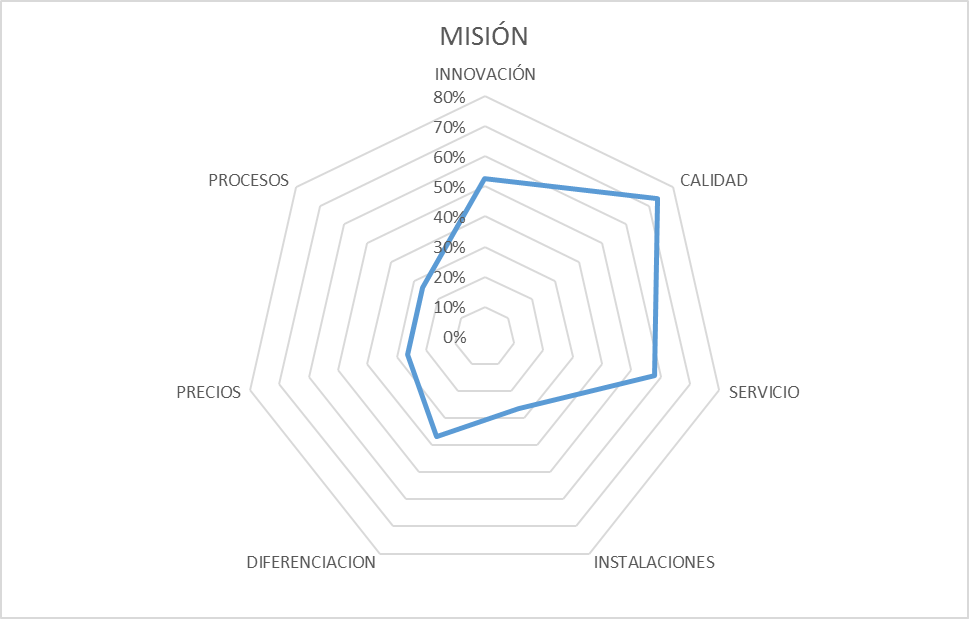 MISIÓN
INNOVACIÓN
80%
70%
60%
50%
40%
30%
20%
10%
0%
CALIDAD
SERVICIO
INSTALACIONES
DIFERENCIACION
PRECIOS
PROCESOS